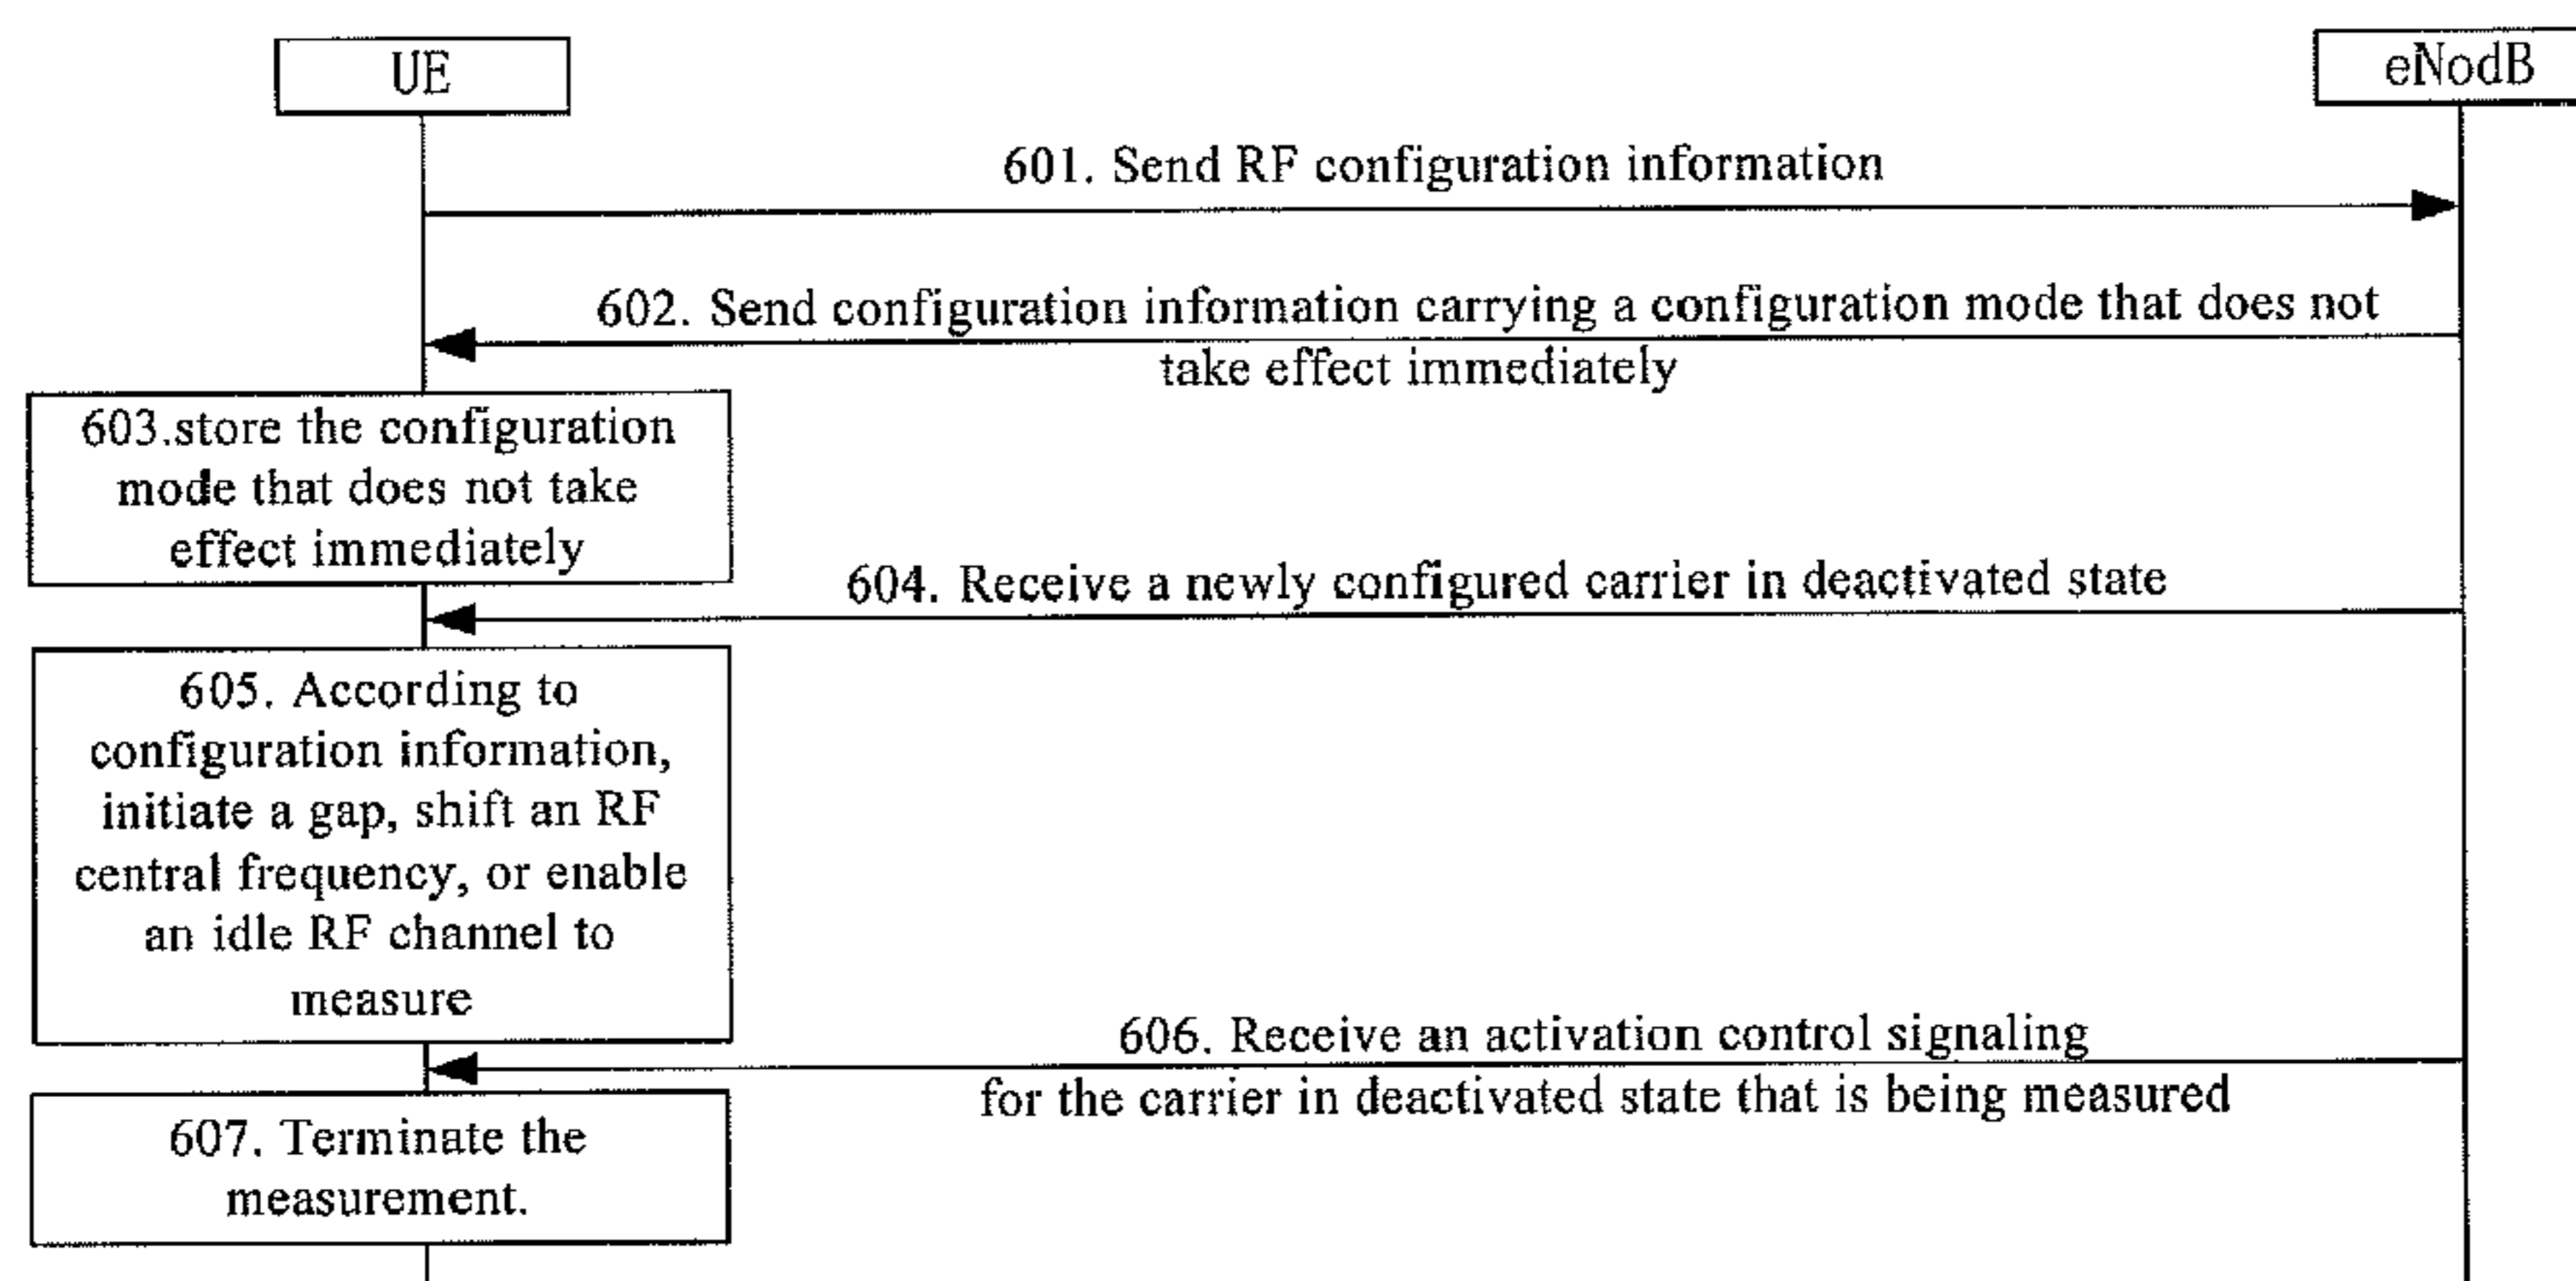 UE
eNodB
601. Send RF configuration information
602. Send configuration information carrying a configuration mode that does not
take effect immediately
603.store the configuration
mode that does not take
effect immediately
604. Receive a newly configured carrier in deactivated state
605. According to
configuration information,
initiate a gap, shift an RF
central frequency, or enable
an idle RF channel to
measure
606. Receive an activation control signaling
for the carrier in deactivated state that is being measured
607. Terminate the
measurement.